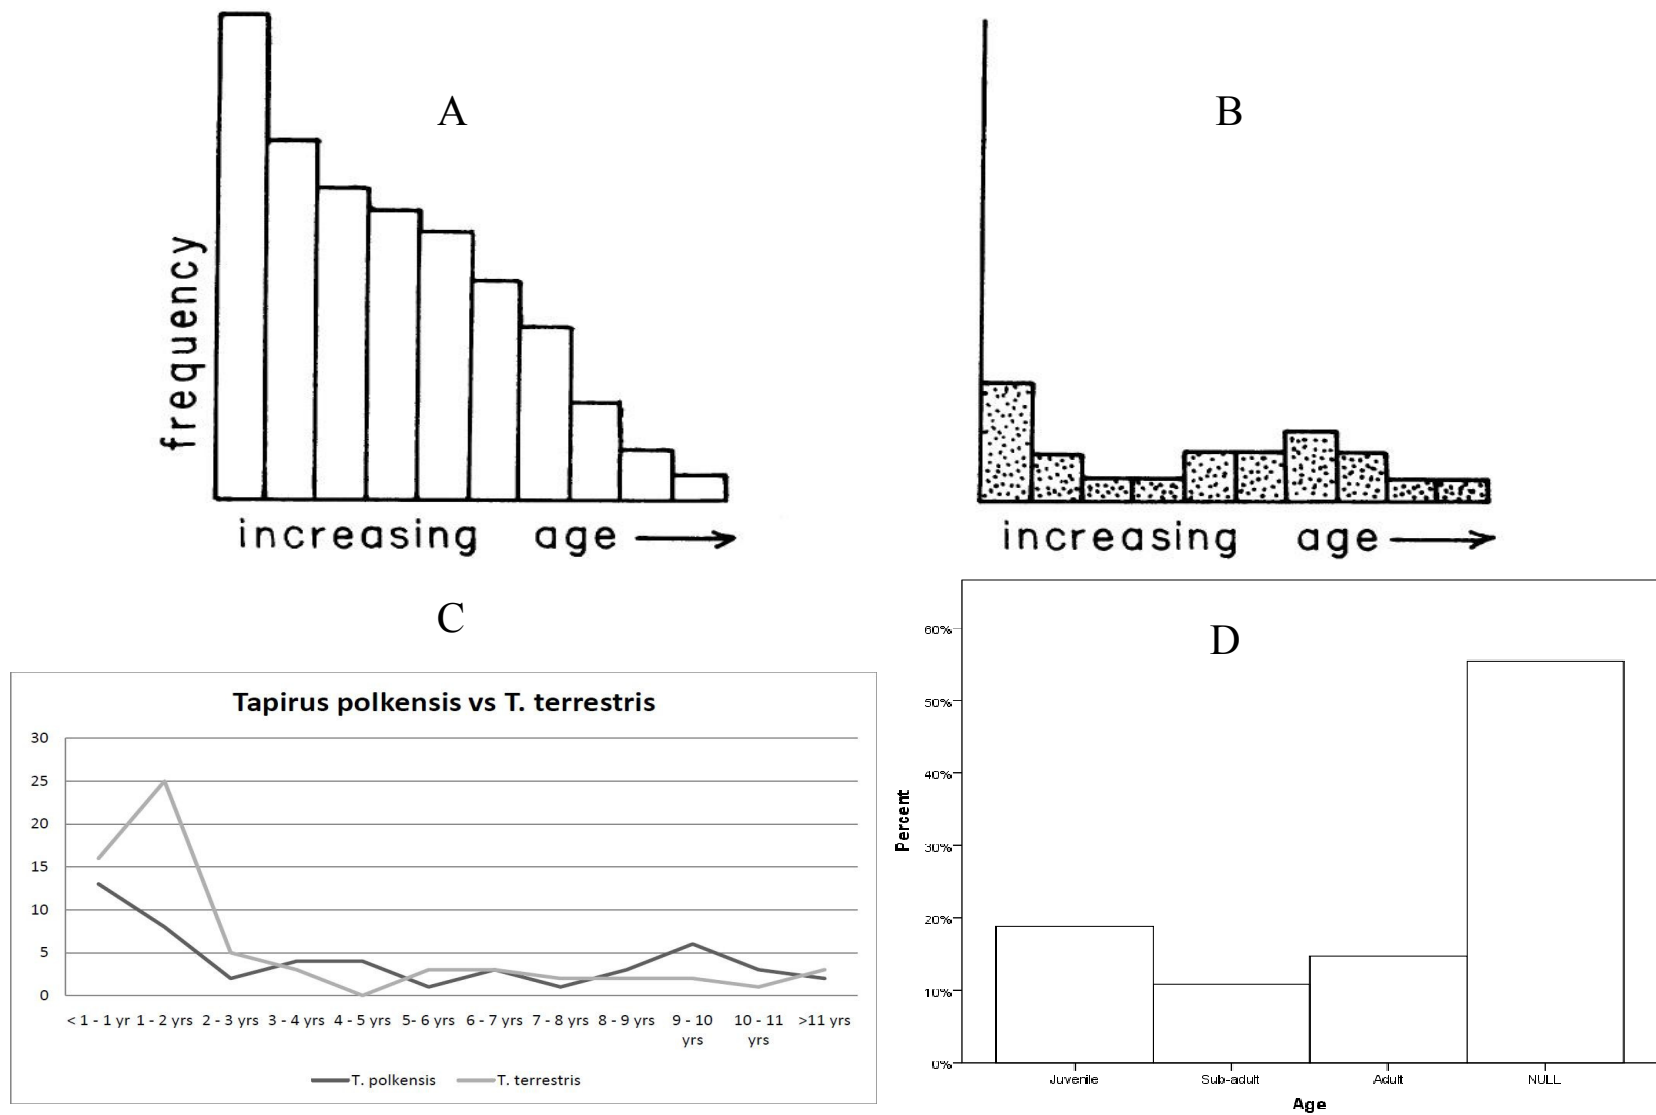 A
B
frequency
increasing age
increasing age
C
Tapirus polkensis vs T. terrestris
30
25
20
15
10
5
0
< 1 - 1 yr 1 - 2 yrs 2 - 3 yrs 3 - 4 yrs 4 - 5 yrs 5- 6 yrs 6 - 7 yrs 7 - 8 yrs 8 - 9 yrs 9 - 10 yrs 10 - 11 yrs >11 yrs
T. polkensis T. terrestris
D
60%
50%
40%
30%
20%
10%
0%
Percent
Juvenile Sub-adult Adult NULL
Age